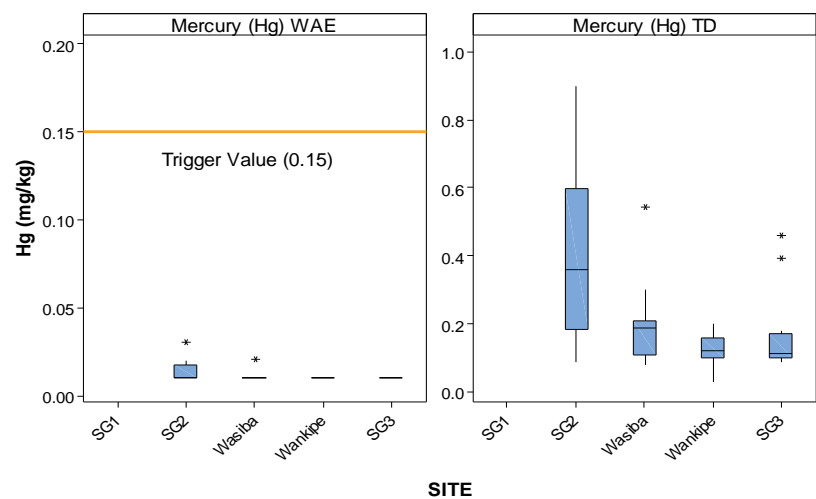 Mercury (Hg) WAE
Mercury (Hg) TD
Hg (mg/kg)
0.20
0.15
0.10
0.05
0.00
Trigger Value (0.15)
1.0
0.8
0.6
0.4
0.2
0.0
SG1
SG2
Wasiba
Wankipe
SG3
SG1
SG2
Wasiba
Wankipe
SG3
SITE